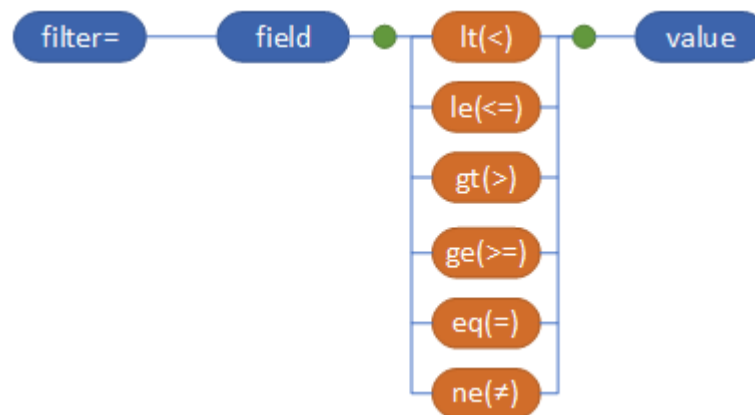 filter= field lt(<) value
le(<=)
gt(>)
ge(>=)
eq(=)
ne(≠)